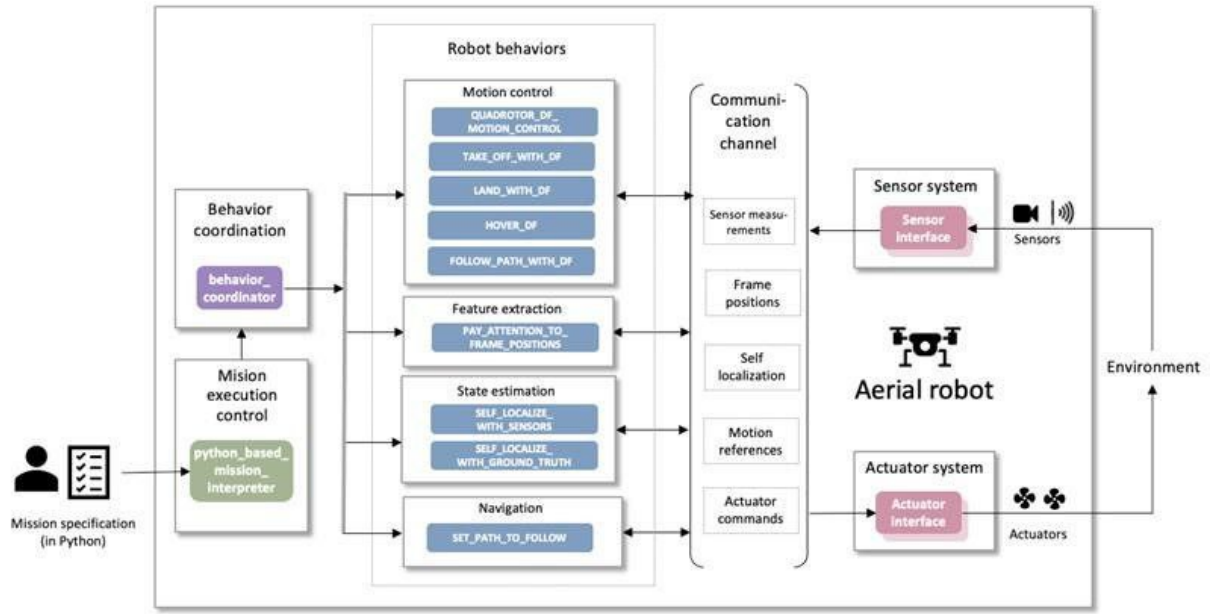 Robot behaviors
Motion control
QUADROTOR_DF_
MOTION_CONTROL
TAKE_OFF_WITH_DF
LAND_WITH_DF
HOVER_DF
FOLLOW_PATH_WITH_DF
Feature extraction
PAY_ATTENTION_TO_
FRAME_POSITIONS
State estimation
SELF_LOCALIZE_
WITH_SENSORS
SELF_LOCALIZE_
WITH_GROUND_TRUTH
Navigation
SET_PATH_TO_FOLLOW
Behavior
coordination
behavior_
coordinator
Mision
execution
control
python_based_
mission_
interpreter
Mission specification
(in Python)
Communi-
cation
channel
Sensor measu-
rements
Frame
positions
Self
localization
Motion
references
Actuator
commands
Sensor system
Sensor
interface
Sensors
Aerial robot
Environment
Actuator system
Actuator
interface
Actuators